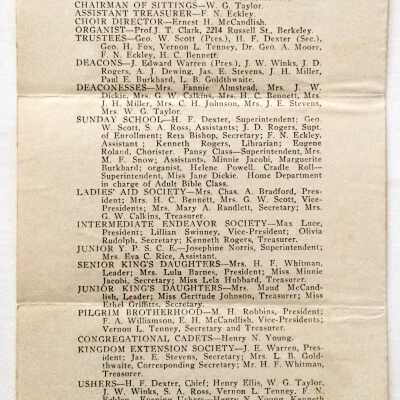 CHAIRMAN OF SITTINGS—W. G. Taylor.
ASSISTANT TREASURER—F. N. Eckley.
CHOIR DIRECTOR—Ernest H. McCandlish.
ORGANIST—Prof. J. T. Clark, 2214 Russell St., Berkeley.
TRUSTEES—Geo. W. Scott (Pres.), H. F. Dexter (Sec.),
Geo. H. Fox, Vernon L. Tenney, Dr. Geo. A. Moore,
F. N. Eckley, H. C. Bennett.
DEACONS—J. Edward Warren (Pres.), J. W. Winks, J. D.
Rogers, A. J. Dewing, Jas. E. Stevens, J. H. Miller,
Paul E. Burkhard, L. B. Goldthwaite.
DEACONESSES—Mrs. Fannie Almstead, Mrs. J. W.
Dickie, Mrs. G. W. Calkins, Mrs. H. C. Bennett, Mrs.
J. H. Miller, Mrs. C. H. Johnson, Mrs. J. E. Stevens,
Mrs. W. G. Taylor.
SUNDAY SCHOOL—H. F. Dexter, Superintendent; Geo.
W. Scott, S. A. Ross, Assistants; J. D. Rogers, Supt.
of Enrollment; Reta Bishop, Secretary; F. N. Eckley,
Assistant; Kenneth Rogers, Librarian; Eugene
Roland, Chorister. Pansy Class—Superintendent, Mrs.
M. F. Snow; Assistants, Minnie Jacobi, Marguerite
Burkhard; organist, Helene Powell. Cradle Roll—
Superintendent, Miss Jane Dickie. Home Department
in charge of Adult Bible Class.
LADIES' AID SOCIETY—Mrs. Chas. A. Bradford, Pres-
ident; Mrs. H. C. Bennett, Mrs. G. W. Scott, Vice-
Presidents; Mrs. Mary A. Randlett, Secretary; Mrs.
G. W. Calkins, Treasurer.
INTERMEDIATE ENDEAVOR SOCIETY—Max Luce,
President; Lillian Swinney, Vice-President; Olivia
Rudolph, Secretary; Kenneth Rogers, Treasurer.
JUNIOR Y. P. S. C. E.—Josephine Norris, Superintendent;
Mrs. Eva C. Rice, Assistant.
SENIOR KING'S DAUGHTERS—Mrs. H. F. Whitman,
Leader; Mrs. Lulu Barnes, President; Miss Minnie
Jacobi, Secretary; Miss Lela Hubbard, Treasurer.
JUNIOR KING'S DAUGHTERS—Mrs. Maud McCand-
lish, Leader; Miss Gertrude Johnson, Treasurer; Miss
Ethel Griffitts, Secretary.
PILGRIM BROTHERHOOD—M. H. Robbins, President;
F. A. Williamson, E. H. McCandlish, Vice-Presidents;
Vernon L. Tenney, Secretary and Treasurer.
CONGREGATIONAL CADETS—Henry N. Young.
KINGDOM EXTENSION SOCIETY—J. E. Warren, Pres-
ident; Jas. E. Stevens, Secretary; Mrs. L. B. Gold-
thwaite, Corresponding Secretary; Mr. H. F. Whitman,
Treasurer.
USHERS—H. F. Dexter, Chief; Henry Ellis, W. G. Taylor,
J. W. Winks, S. A. Ross, Vernon L. Tenney, F. N.
Eckley. Evening Ushers—Henry N. Young, Kenneth